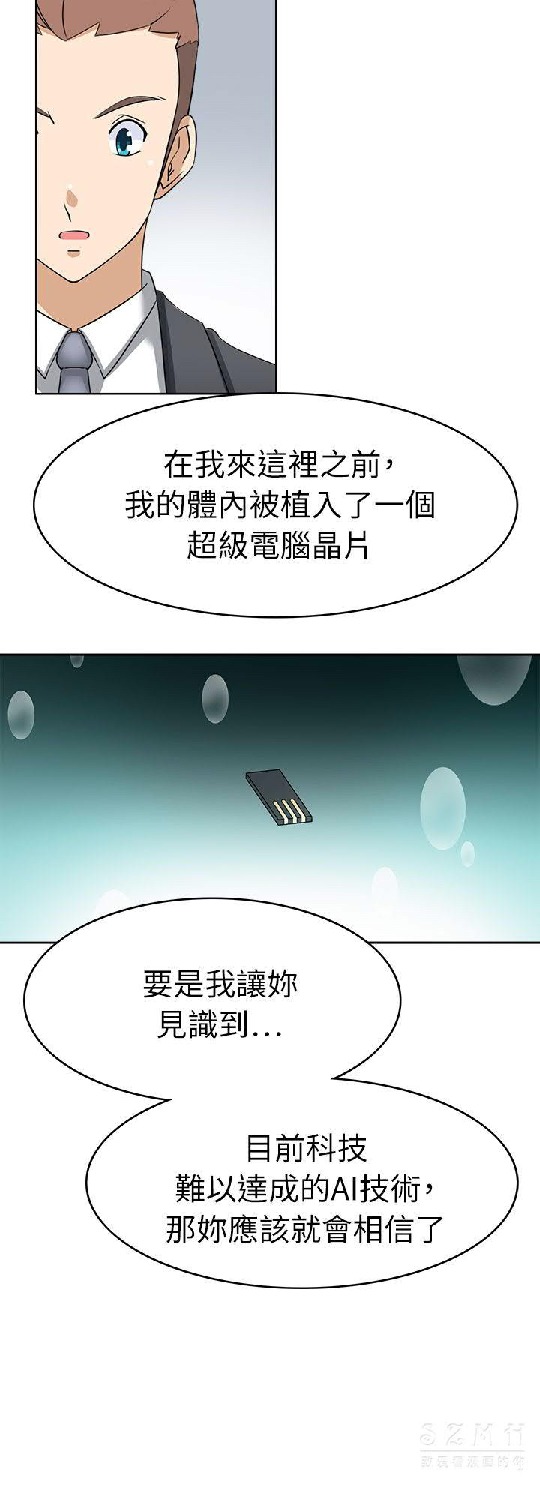 在我來這裡之前,
我的體內被植入了一個
超級電腦晶片
要是我讓妳
見識到...
目前科技
難以達成的AI技術,
那妳應該就會相信了
SZMH